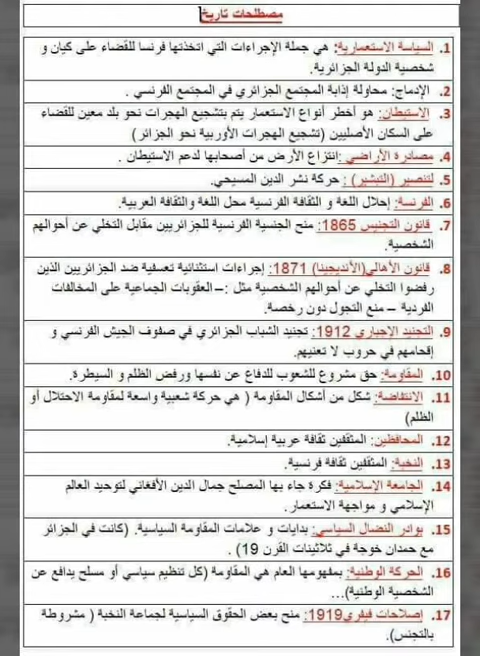 مصطلحات تاريخ
1. السياسة الاستعمارية: هي جملة الإجراءات التي اتخذتها فرنسا للقضاء على كيان و
شخصية الدولة الجزائرية.
2. الإدماج: محاولة إذابة المجتمع الجزائري في المجتمع الفرنسي .
3. الاستيطان: هو أخطر أنواع الاستعمار يتم بتشجيع الهجرات نحو بلد معين للقضاء
على السكان الأصليين (تشجيع الهجرات الأوربية نحو الجزائر)
4. مصادرة الأراضي :انتزاع الأرض من أصحابها لدعم الاستيطان .
5. لتنصير (التبشير) : حركة نشر الدين المسيحي.
6. الفرنسة: إحلال اللغة و الثقافة الفرنسية محل اللغة والثقافة العربية.
7. قانون التجنيس 1865: منح الجنسية الفرنسية للجزائريين مقابل التخلي عن أحوالهم
الشخصية.
8. قانون الأهالي(الأنديجينا) 1871: إجراءات استثنائية تعسفية ضد الجزائريين الذين
رفضوا التخلي عن أحوالهم الشخصية مثل :– العقوبات الجماعية على المخالفات
الفردية – منع التجول دون رخصة.
9. التجنيد الاجباري 1912: تجنيد الشباب الجزائري في صفوف الجيش الفرنسي و
إقحامهم في حروب لا تعنيهم.
10. المقاومة: حق مشروع للشعوب للدفاع عن نفسها ورفض الظلم و السيطرة.
11. الانتفاضة: شكل من أشكال المقاومة ( هي حركة شعبية واسعة لمقاومة الاحتلال أو
الظلم)
12. المحافظين: المثقفين ثقافة عربية إسلامية.
13. النخبة: المثقفين ثقافة فرنسية.
14. الجامعة الإسلامية: فكرة جاء بها المصلح جمال الدين الأفغاني لتوحيد العالم
الإسلامي و مواجهة الاستعمار .
15. بوادر النضال السياسي: بدايات و علامات المقاومة السياسية. (كانت في الجزائر
مع حمدان خوجة في ثلاثينات القرن 19) .
16. الحركة الوطنية: بمفهومها العام هي المقاومة (كل تنظيم سياسي أو مسلح يدافع عن
الشخصية الوطنية)...
17. إصلاحات فيفري1919: منح بعض الحقوق السياسية لجماعة النخبة ( مشروطة
بالتجنس).